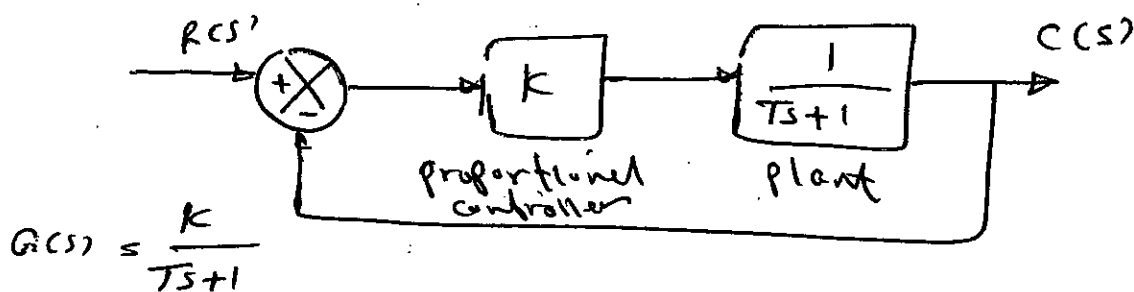 R(s)
C(s)
+
-
K
1
Ts+1
proportional
controller
plant
G(s) = K
Ts+1